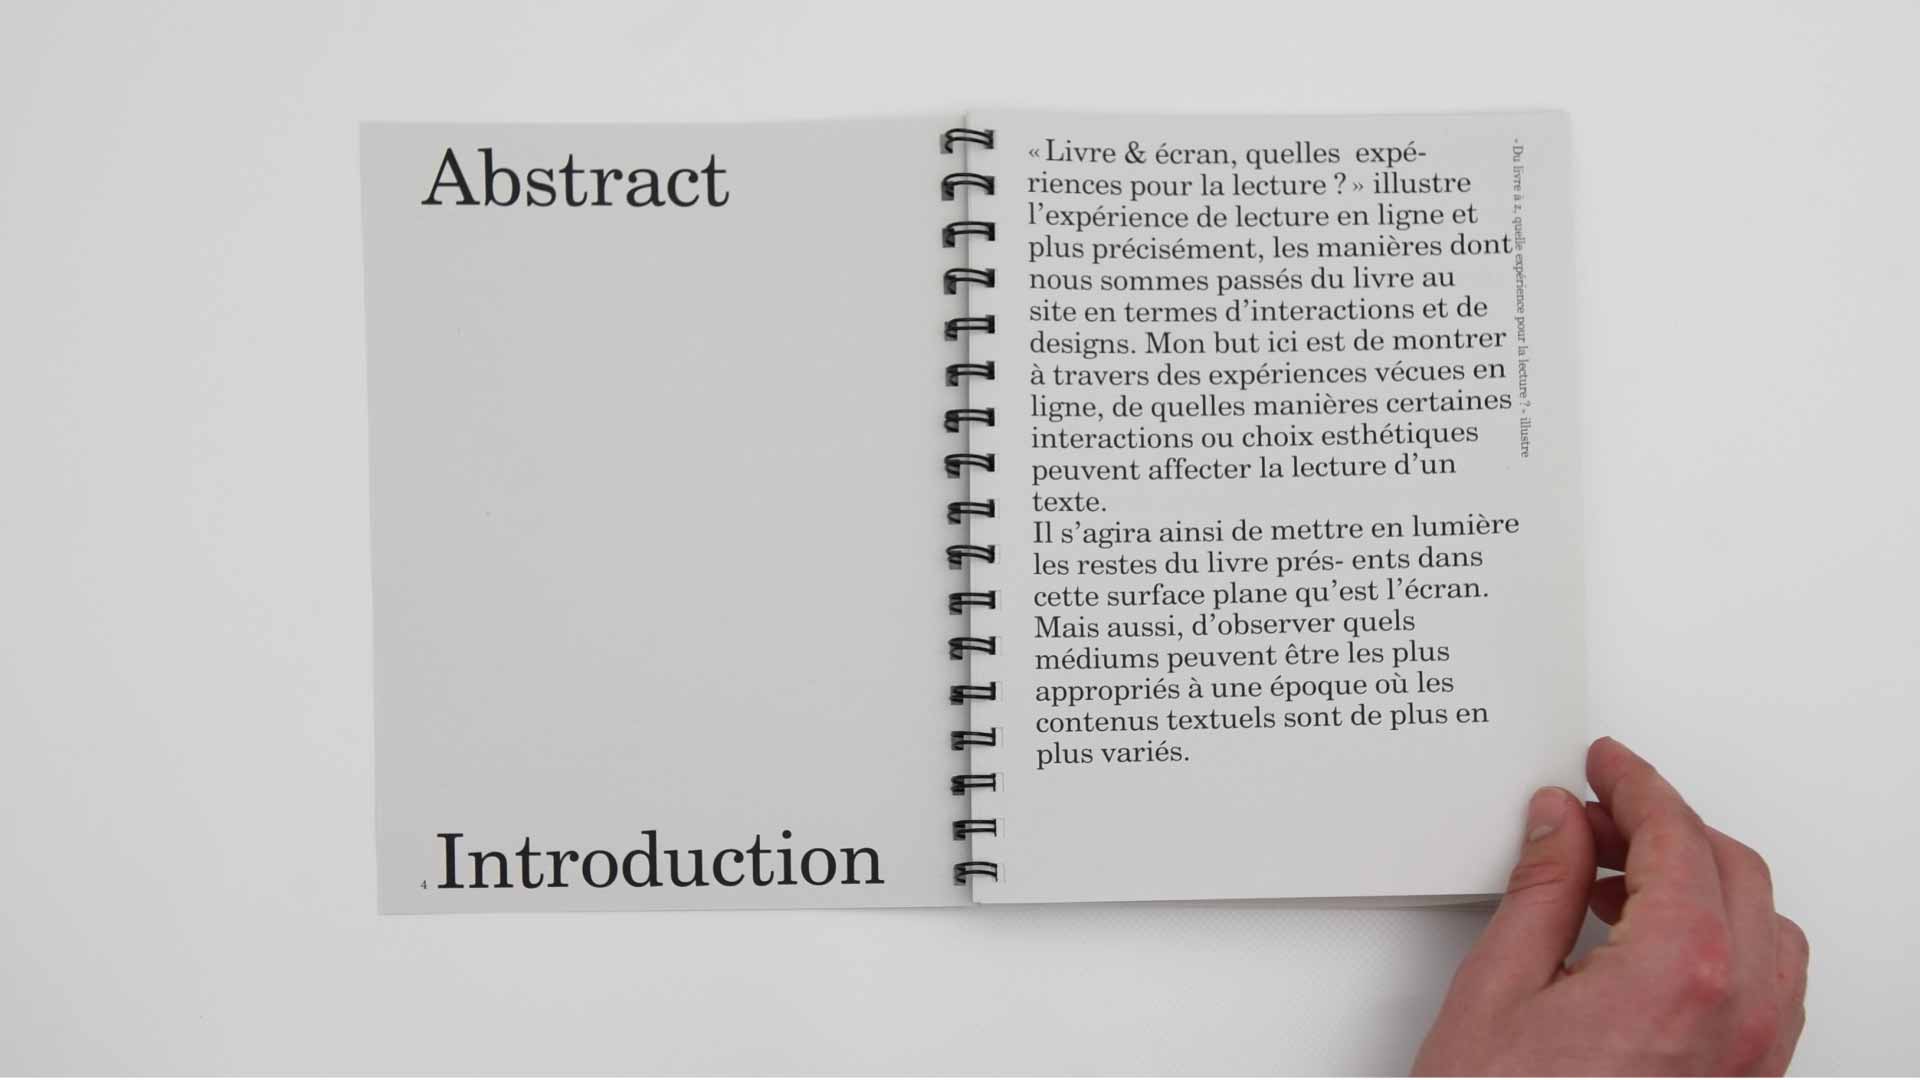 Abstract
4 Introduction
« Livre & écran, quelles expé-
riences pour la lecture ? » illustre
l’expérience de lecture en ligne et
plus précisément, les manières dont
nous sommes passés du livre au
site en termes d’interactions et de
designs. Mon but ici est de montrer
à travers des expériences vécues en
ligne, de quelles manières certaines
interactions ou choix esthétiques
peuvent affecter la lecture d’un
texte.
Il s’agira ainsi de mettre en lumière
les restes du livre prés- ents dans
cette surface plane qu’est l’écran.
Mais aussi, d’observer quels
médiums peuvent être les plus
appropriés à une époque où les
contenus textuels sont de plus en
plus variés.
« Du livre à z, quelle expérience pour la lecture ? » illustre